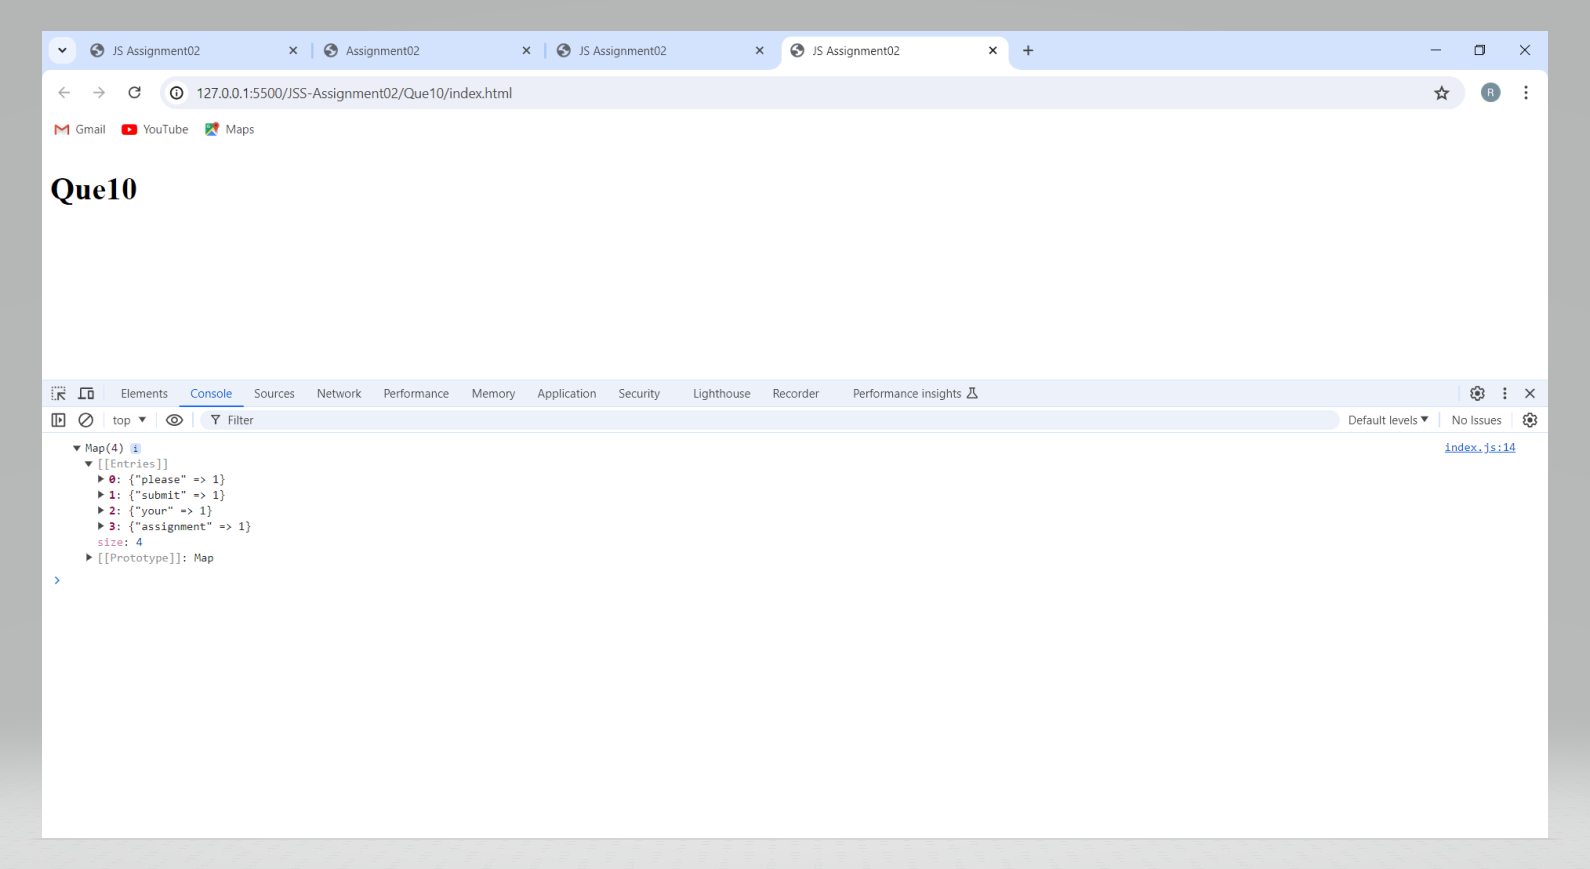 JS Assignment02 Assignment02 JS Assignment02 JS Assignment02
127.0.0.1:5500/JSS-Assignment02/Que10/index.html R
Gmail YouTube Maps
Que10
Elements Console Sources Network Performance Memory Application Security Lighthouse Recorder Performance insights
top Filter Default levels No Issues
Map(4) i index.js:14
[[Entries]]
0: {"please" => 1}
1: {"submit" => 1}
2: {"your" => 1}
3: {"assignment" => 1}
size: 4
[[Prototype]]: Map